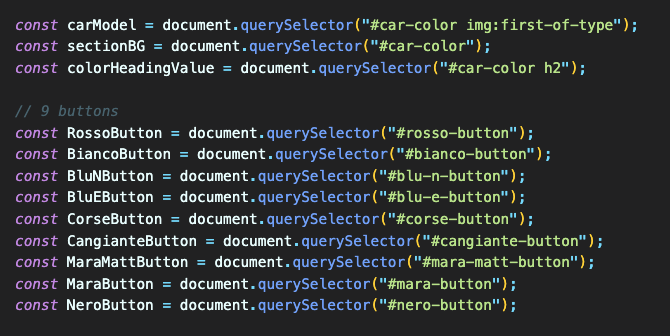 const carModel = document.querySelector("#car-color img:first-of-type");
const sectionBG = document.querySelector("#car-color");
const colorHeadingValue = document.querySelector("#car-color h2");
// 9 buttons
const RossoButton = document.querySelector("#rosso-button");
const BiancoButton = document.querySelector("#bianco-button");
const BluNButton = document.querySelector("#blu-n-button");
const BluEButton = document.querySelector("#blu-e-button");
const CorseButton = document.querySelector("#corse-button");
const CangianteButton = document.querySelector("#cangiante-button");
const MaraMattButton = document.querySelector("#mara-matt-button");
const MaraButton = document.querySelector("#mara-button");
const NeroButton = document.querySelector("#nero-button");